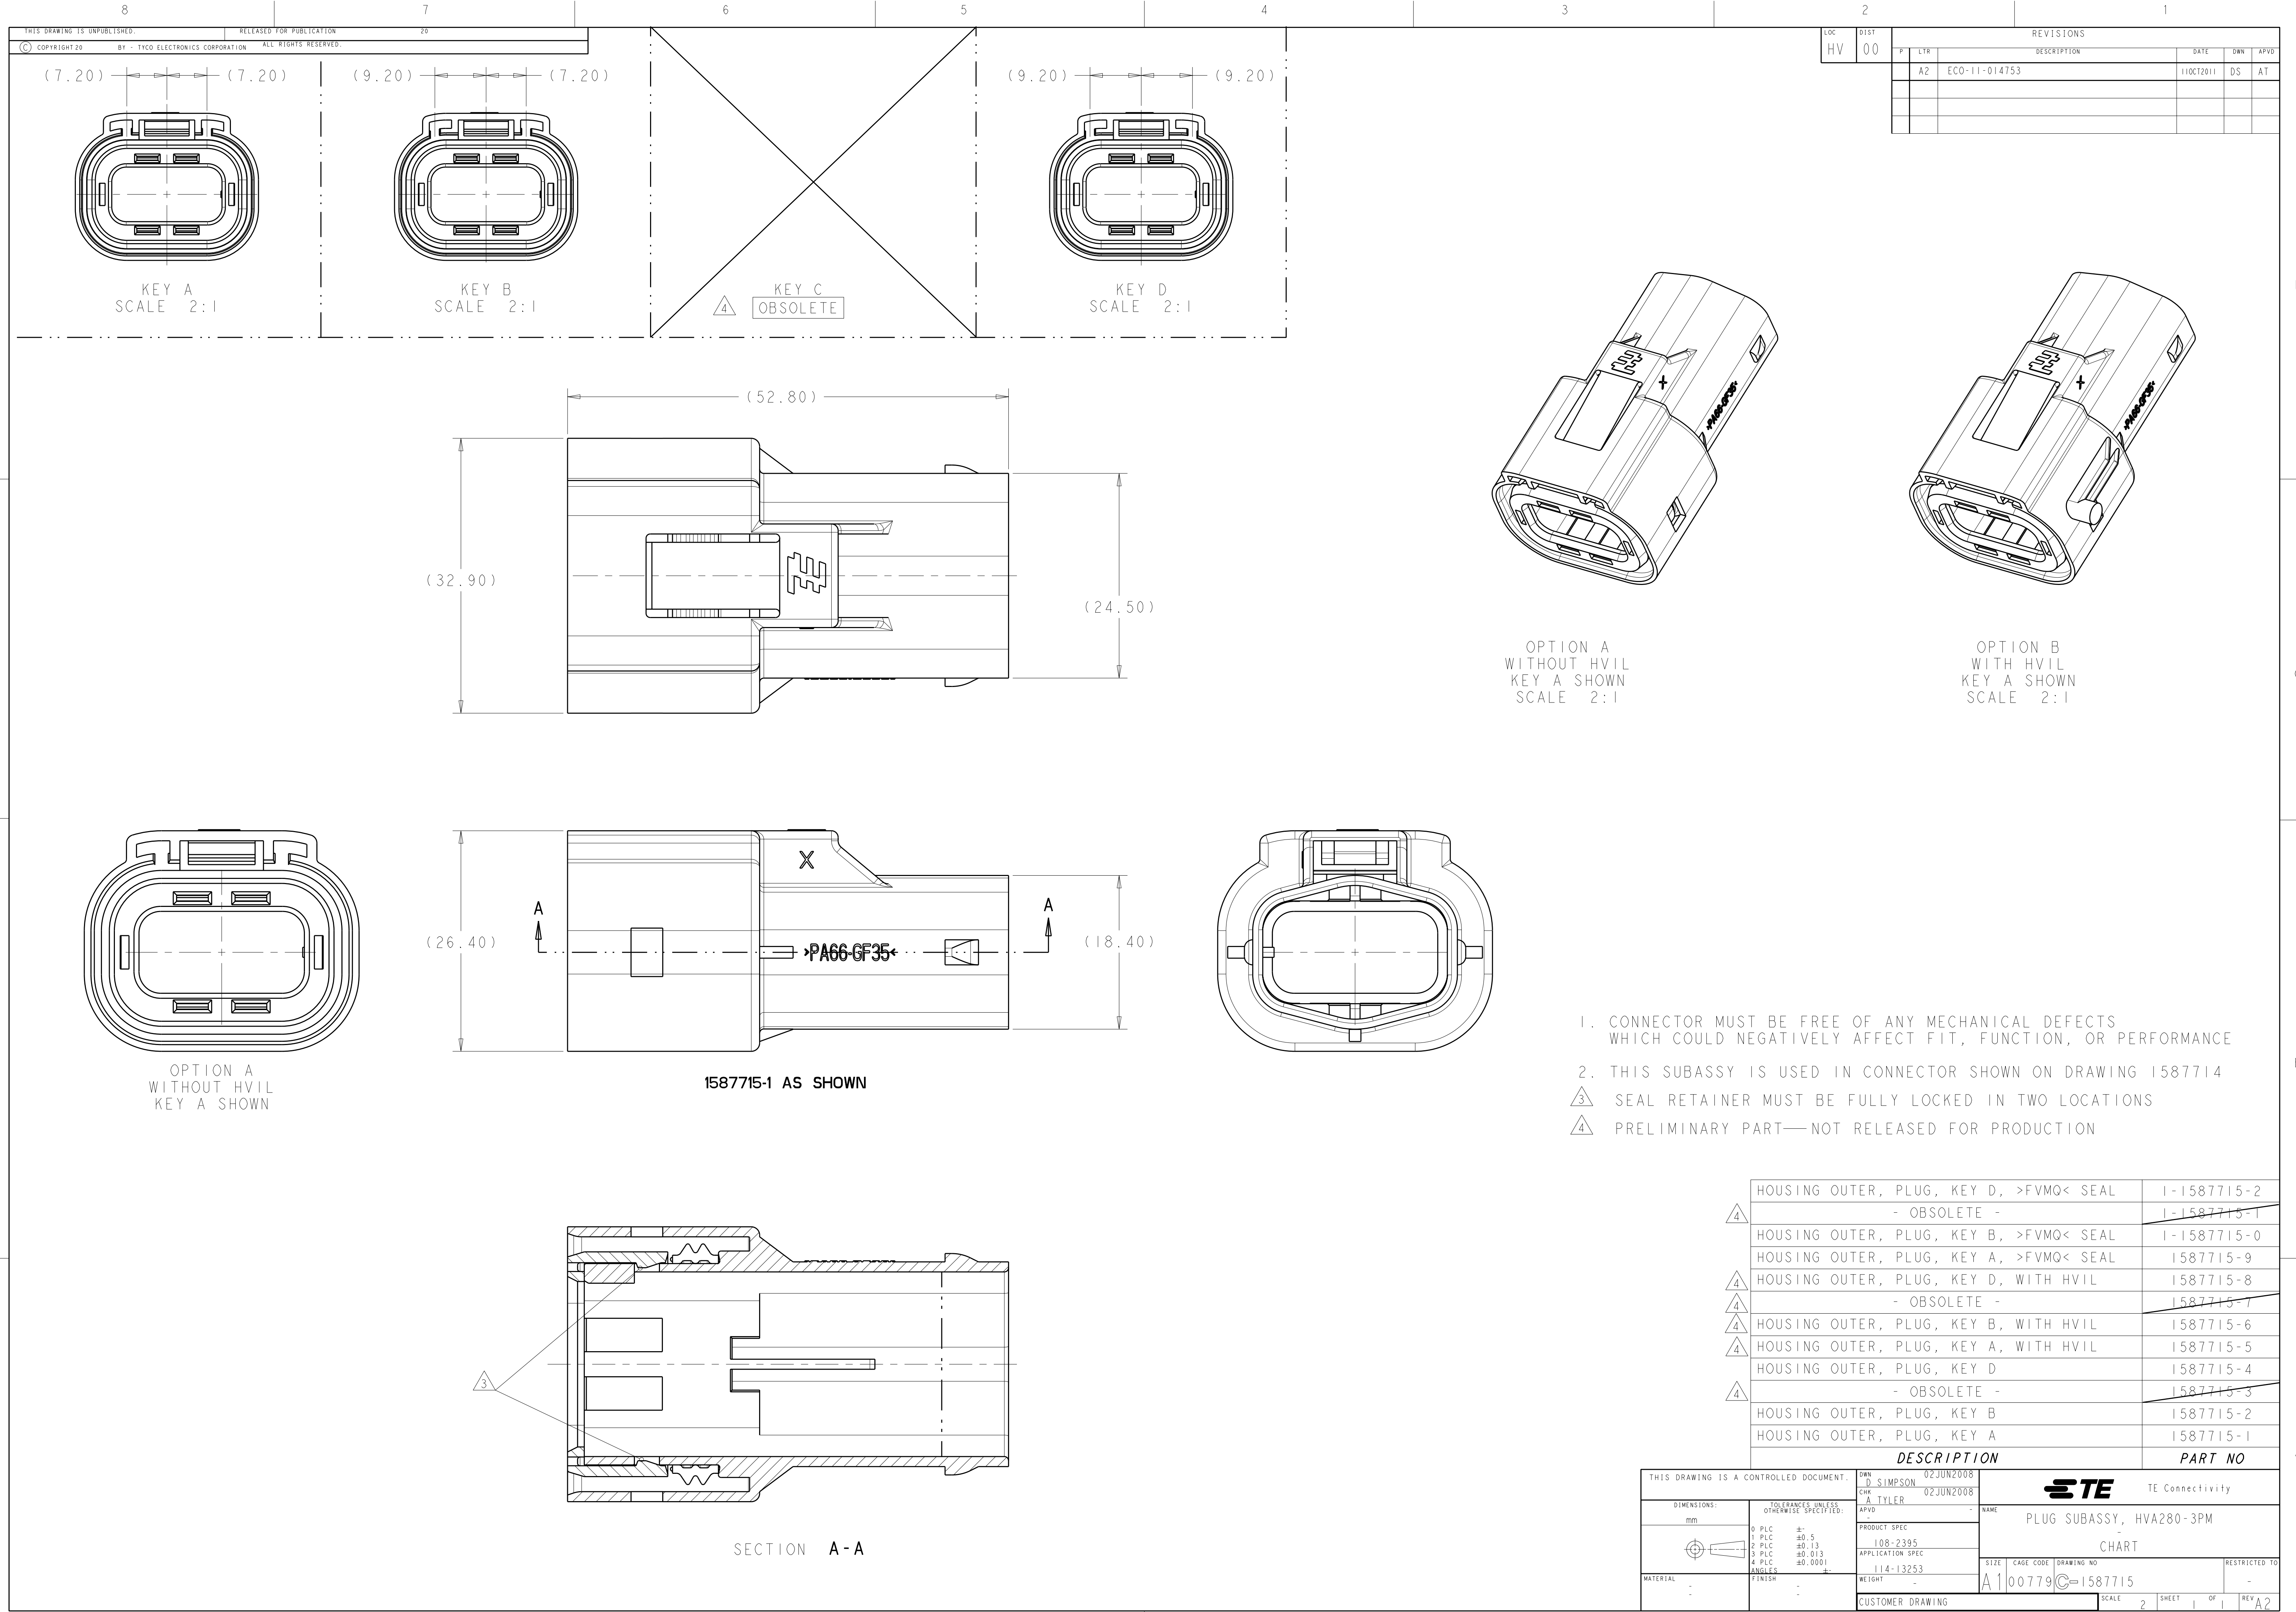 8 7 6 5 4 3 2 1
THIS DRAWING IS UNPUBLISHED. RELEASED FOR PUBLICATION 20
© COPYRIGHT 20 BY - TYCO ELECTRONICS CORPORATION ALL RIGHTS RESERVED.
LOC DIST
HV 00
REVISIONS
P LTR DESCRIPTION DATE DWN APVD
A2 ECO-11-014753 11OCT2011 DS AT
(7.20) (7.20)
KEY A
SCALE 2:1
(9.20) (7.20)
KEY B
SCALE 2:1
KEY C
4 OBSOLETE
(9.20) (9.20)
KEY D
SCALE 2:1
(52.80)
(32.90)
(24.50)
TE
+
>PA66-GF35<
OPTION A
WITHOUT HVIL
KEY A SHOWN
SCALE 2:1
+
>PA66-GF35<
OPTION B
WITH HVIL
KEY A SHOWN
SCALE 2:1
OPTION A
WITHOUT HVIL
KEY A SHOWN
(26.40)
A A
X
>PA66-GF35<
(18.40)
1587715-1 AS SHOWN
3
SECTION A-A
1. CONNECTOR MUST BE FREE OF ANY MECHANICAL DEFECTS
WHICH COULD NEGATIVELY AFFECT FIT, FUNCTION, OR PERFORMANCE
2. THIS SUBASSY IS USED IN CONNECTOR SHOWN ON DRAWING 1587714
3 SEAL RETAINER MUST BE FULLY LOCKED IN TWO LOCATIONS
4 PRELIMINARY PART—NOT RELEASED FOR PRODUCTION
HOUSING OUTER, PLUG, KEY D, >FVMQ< SEAL 1-1587715-2
4 - OBSOLETE - 1-1587715-1
HOUSING OUTER, PLUG, KEY B, >FVMQ< SEAL 1-1587715-0
HOUSING OUTER, PLUG, KEY A, >FVMQ< SEAL 1587715-9
4 HOUSING OUTER, PLUG, KEY D, WITH HVIL 1587715-8
4 - OBSOLETE - 1587715-7
4 HOUSING OUTER, PLUG, KEY B, WITH HVIL 1587715-6
4 HOUSING OUTER, PLUG, KEY A, WITH HVIL 1587715-5
HOUSING OUTER, PLUG, KEY D 1587715-4
4 - OBSOLETE - 1587715-3
HOUSING OUTER, PLUG, KEY B 1587715-2
HOUSING OUTER, PLUG, KEY A 1587715-1
DESCRIPTION PART NO
THIS DRAWING IS A CONTROLLED DOCUMENT.
DIMENSIONS:
mm
TOLERANCES UNLESS
OTHERWISE SPECIFIED:
0 PLC ±-
1 PLC ±0.5
2 PLC ±0.13
3 PLC ±0.013
4 PLC ±0.0001
ANGLES ±-
MATERIAL
-
-
FINISH
-
-
DWN 02JUN2008
D SIMPSON
CHK 02JUN2008
A TYLER
APVD -
-
PRODUCT SPEC
108-2395
APPLICATION SPEC
114-13253
WEIGHT -
CUSTOMER DRAWING
TE TE Connectivity
NAME
PLUG SUBASSY, HVA280-3PM
-
CHART
SIZE CAGE CODE DRAWING NO RESTRICTED TO
A1 00779 C-1587715 -
SCALE 2 SHEET 1 OF 1 REV A2